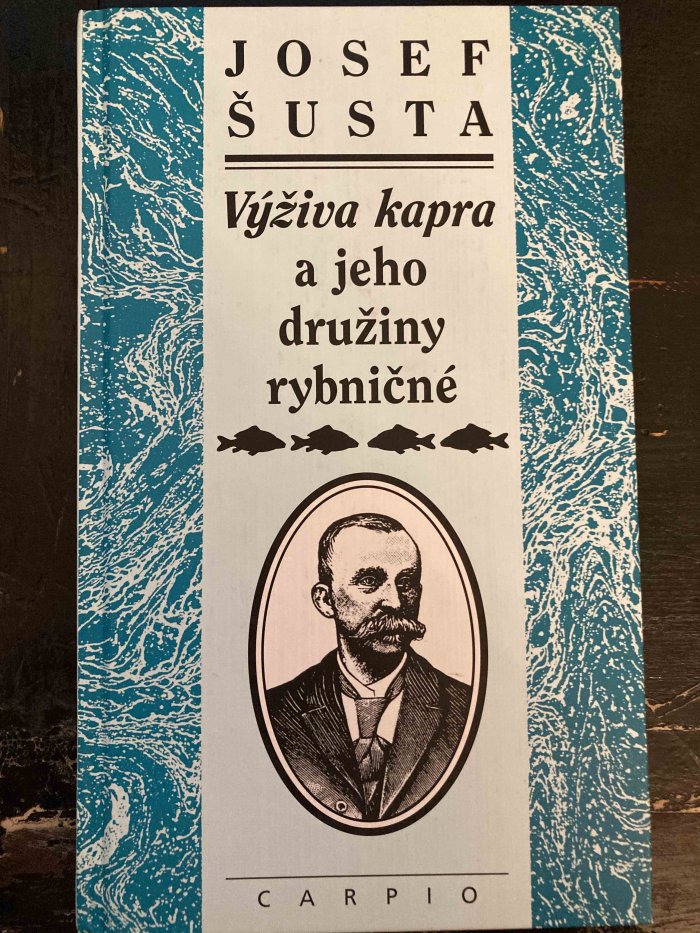 JOSEF
ŠUSTA
Výživa kapra
a jeho
družiny
rybničné
CARPIO